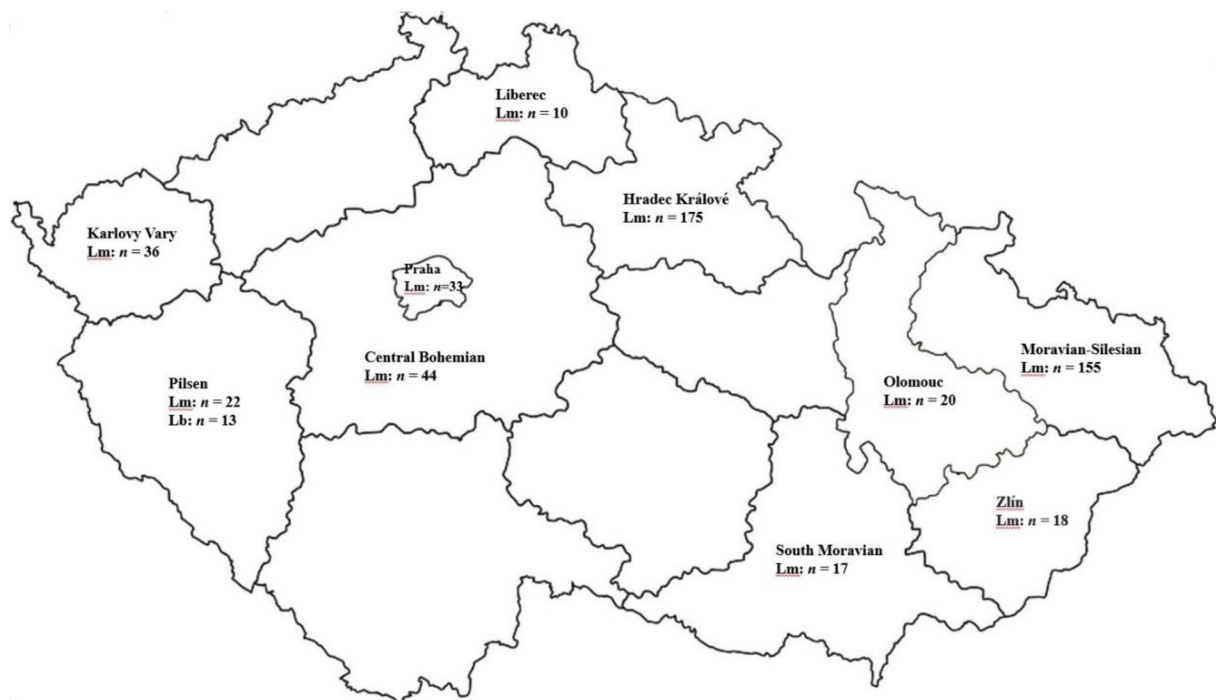 Liberec
Lm: n = 10
Hradec Králové
Lm: n = 175
Karlovy Vary
Lm: n = 36
Praha
Lm: n=33
Central Bohemian
Lm: n = 44
Moravian-Silesian
Lm: n = 155
Pilsen
Lm: n = 22
Lb: n = 13
Olomouc
Lm: n = 20
Zlín
Lm: n = 18
South Moravian
Lm: n = 17